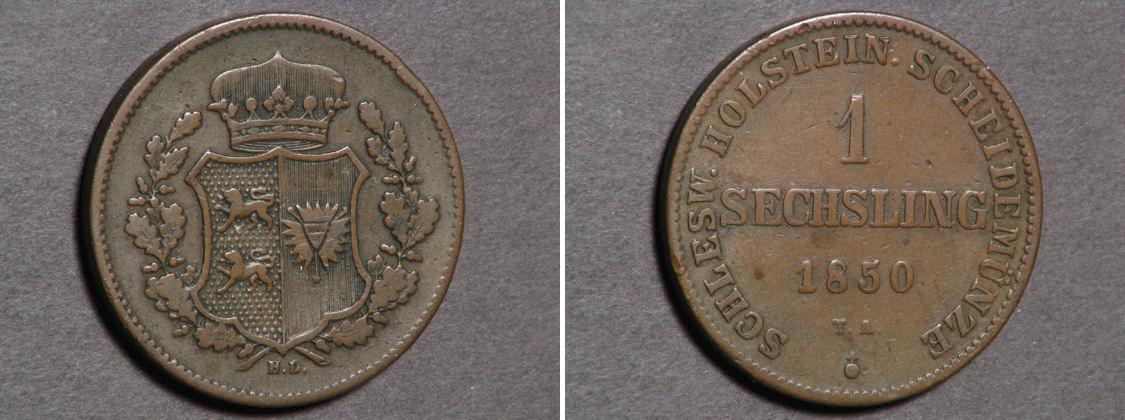 H.L.
SCHLESW. HOLSTEIN. SCHEIDEMÜNZE
1
SECHSLING
1850
T. A.